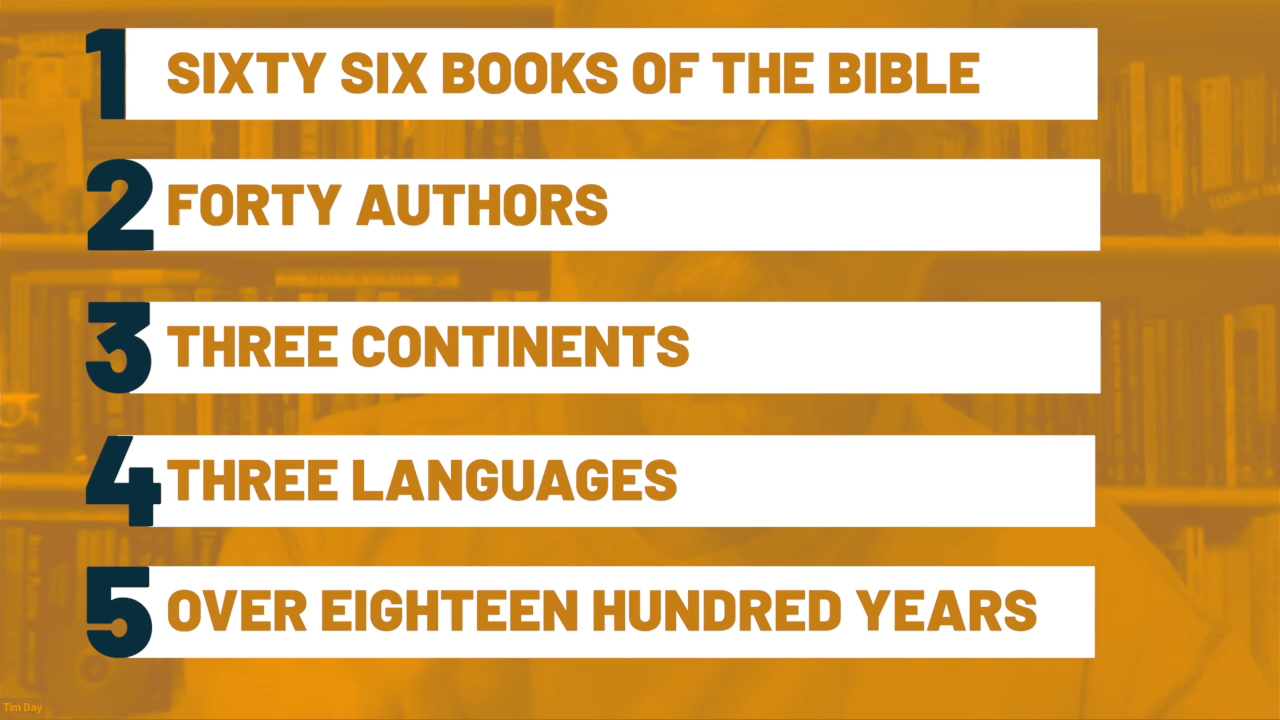 1 SIXTY SIX BOOKS OF THE BIBLE
2 FORTY AUTHORS
3 THREE CONTINENTS
4 THREE LANGUAGES
5 OVER EIGHTEEN HUNDRED YEARS
Tim Day